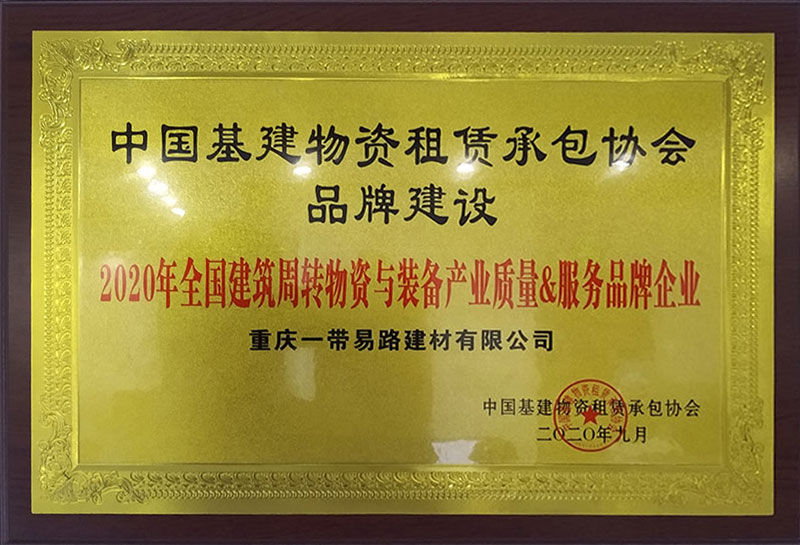 中国基建物资租赁承包协会
品牌建设
2020年全国建筑周转物资与装备产业质量&服务品牌企业
重庆一带易路建材有限公司
中国基建物资租赁承包协会
二〇二〇年九月